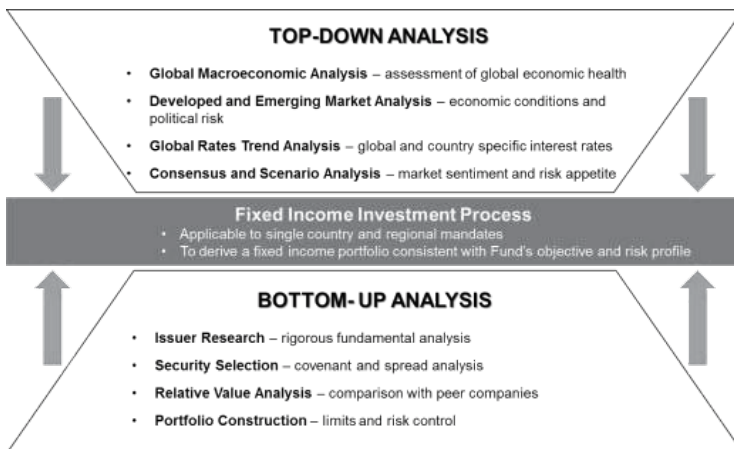 TOP-DOWN ANALYSIS
• Global Macroeconomic Analysis – assessment of global economic health
• Developed and Emerging Market Analysis – economic conditions and
political risk
• Global Rates Trend Analysis – global and country specific interest rates
• Consensus and Scenario Analysis – market sentiment and risk appetite
Fixed Income Investment Process
• Applicable to single country and regional mandates
• To derive a fixed income portfolio consistent with Fund's objective and risk profile
BOTTOM- UP ANALYSIS
• Issuer Research – rigorous fundamental analysis
• Security Selection – covenant and spread analysis
• Relative Value Analysis – comparison with peer companies
• Portfolio Construction – limits and risk control